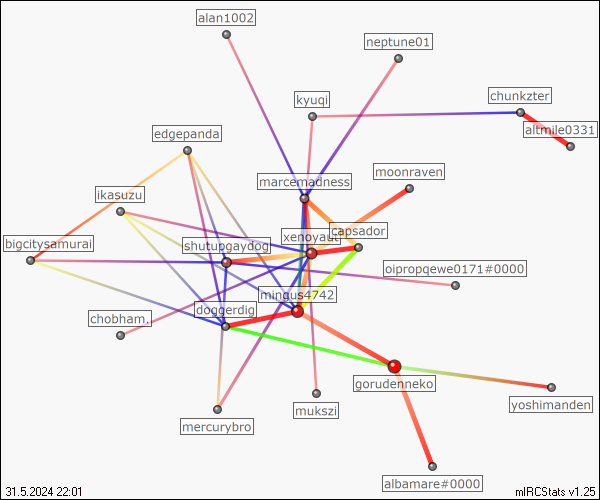 alan1002
neptune01
kyuqi
chunkzter
altmile0331
edgepanda
moonraven
marcemadness
ikasuzu
capsador
xenoyaut
bigcitysamurai
shutupgaydog
oipropqewe0171#0000
mingus4742
doggerdig
chobham.
gorudenneko
mukszi
yoshimanden
mercurybro
albamare#0000
31.5.2024 22:01
mIRCStats v1.25